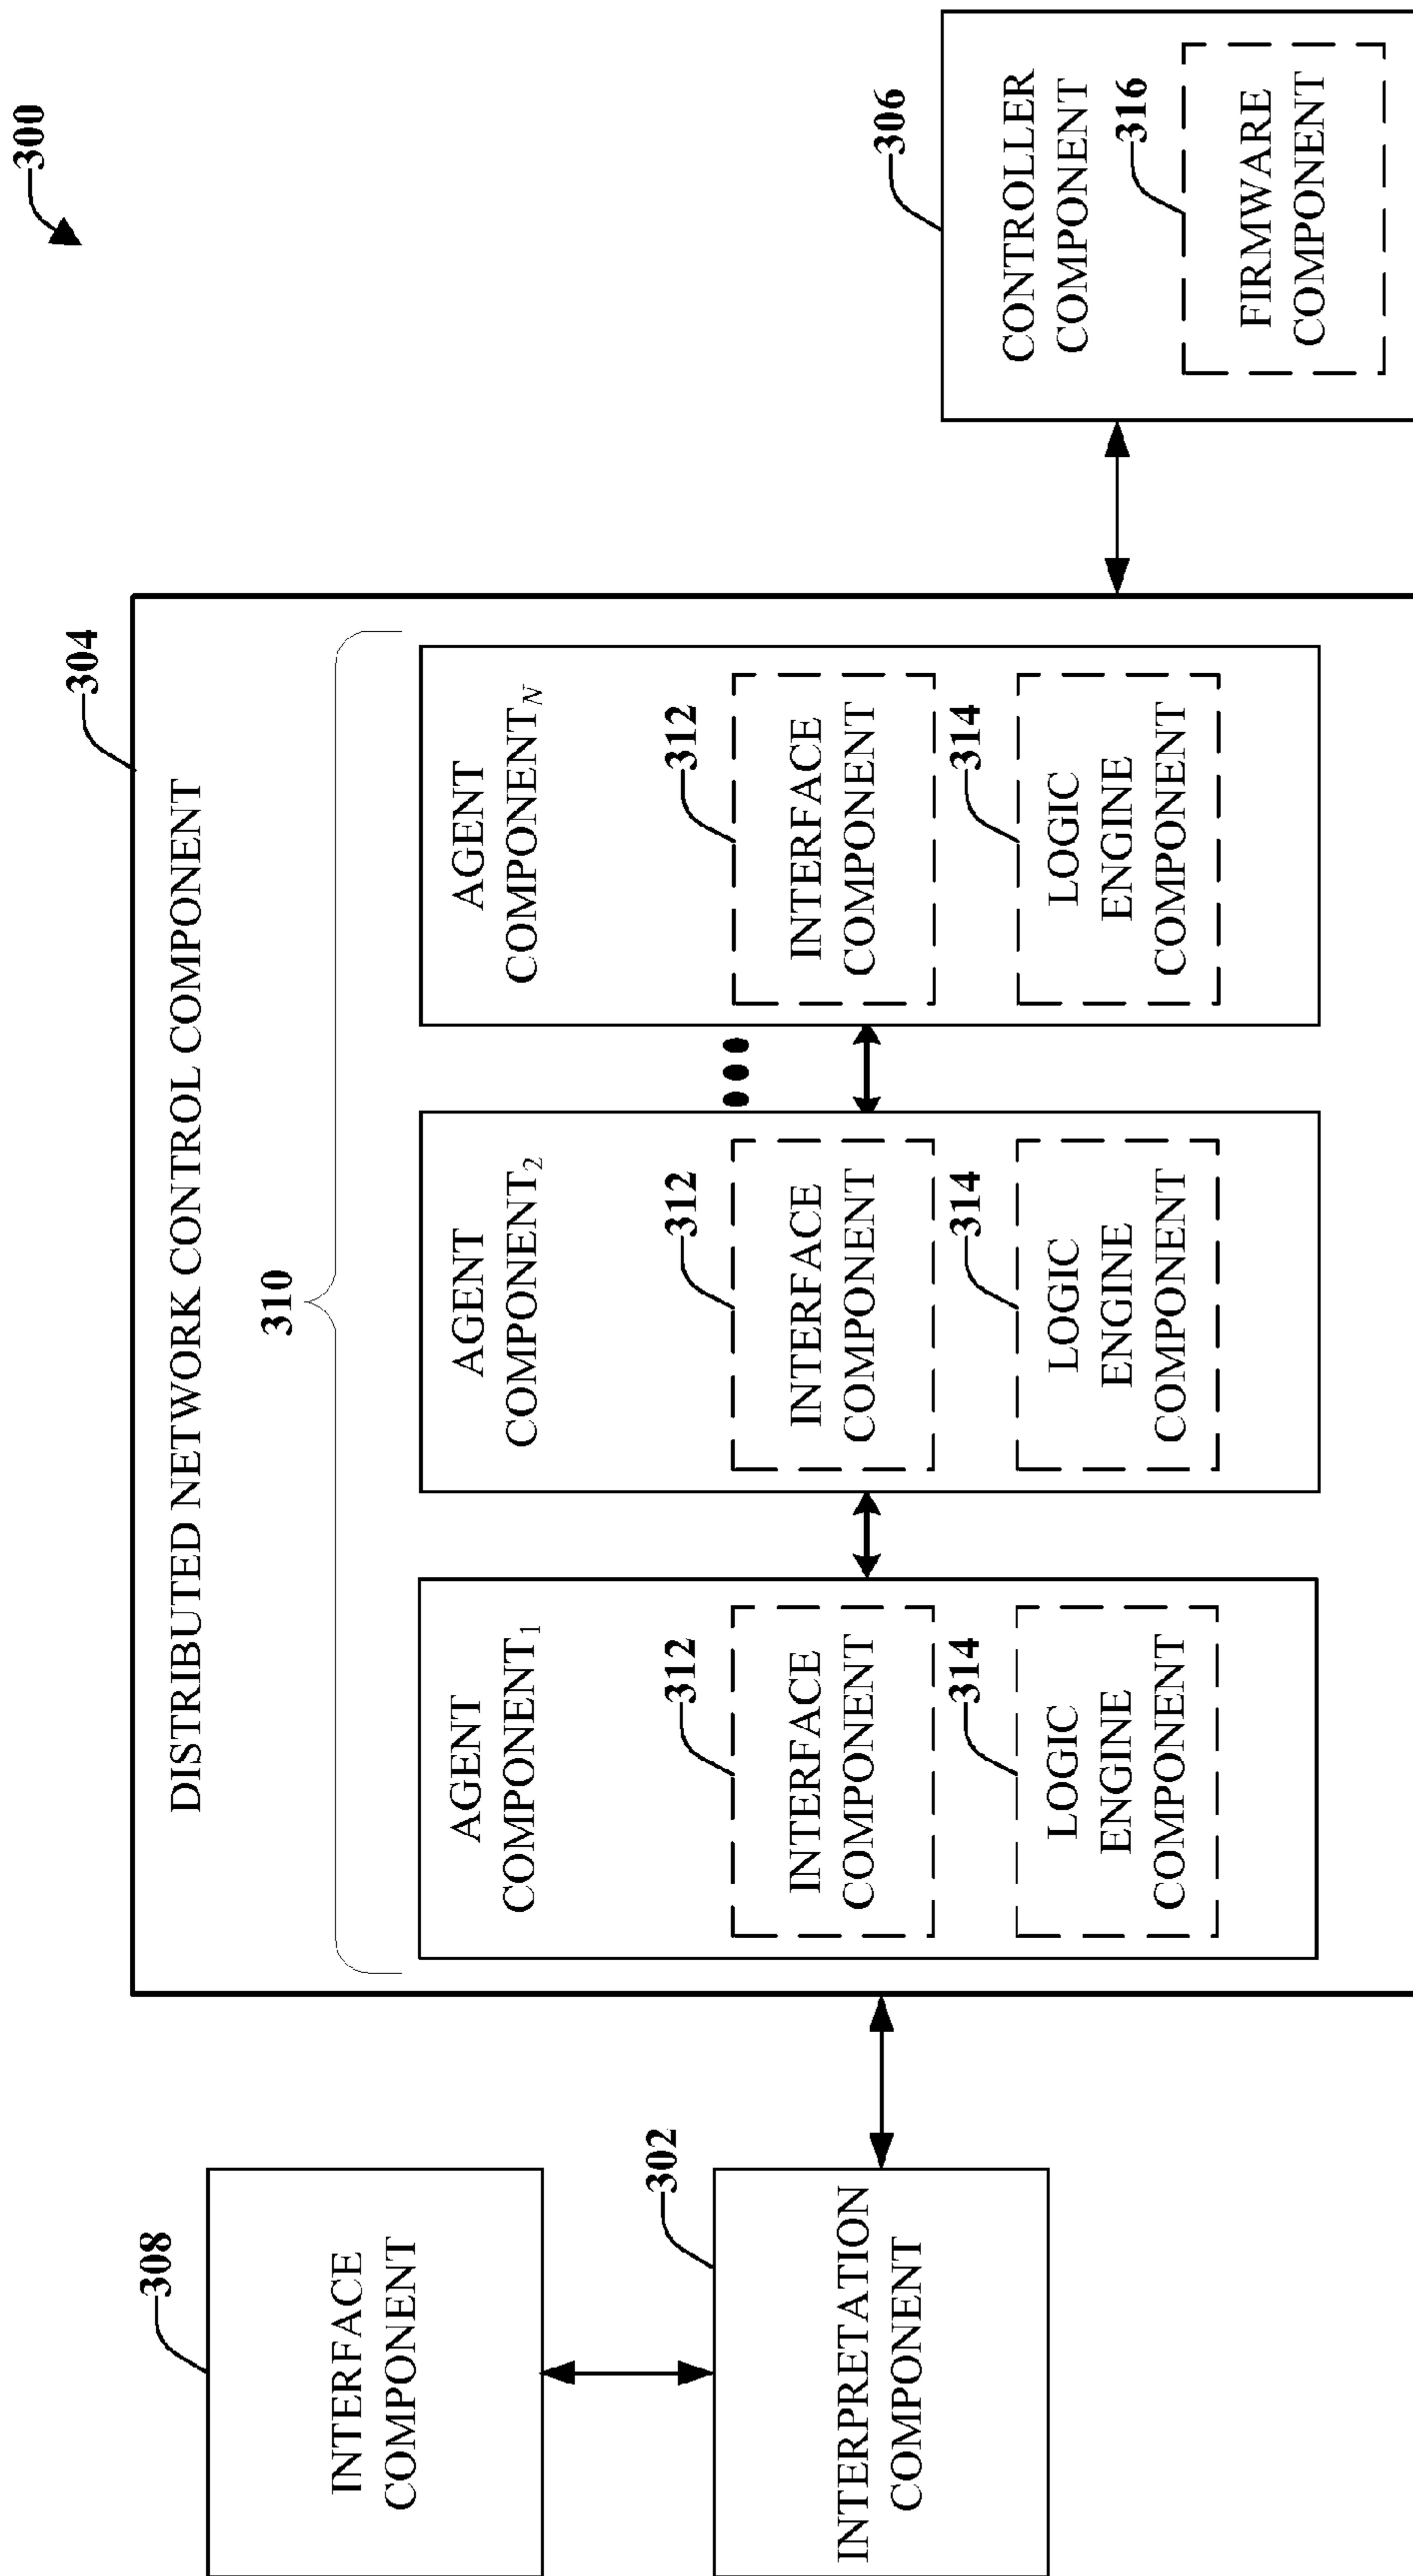 300
304
DISTRIBUTED NETWORK CONTROL COMPONENT
310
308
INTERFACE
COMPONENT
302
INTERPRETATION
COMPONENT
AGENT
COMPONENT1
312
INTERFACE
COMPONENT
314
LOGIC
ENGINE
COMPONENT
AGENT
COMPONENT2
312
INTERFACE
COMPONENT
314
LOGIC
ENGINE
COMPONENT
AGENT
COMPONENTN
312
INTERFACE
COMPONENT
314
LOGIC
ENGINE
COMPONENT
306
CONTROLLER
COMPONENT
316
FIRMWARE
COMPONENT